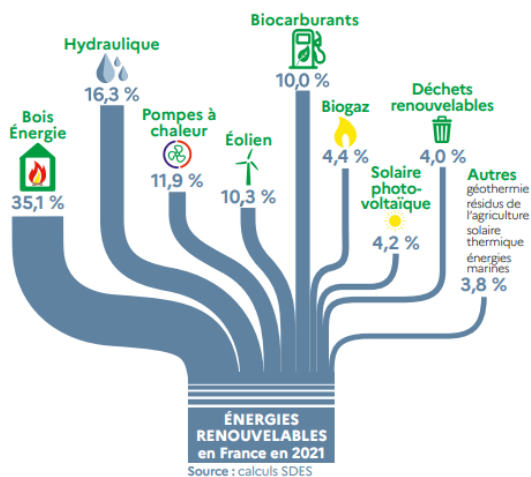 Bois
Énergie
35,1 %
Hydraulique
16,3 %
Pompes à
chaleur
11,9 %
Éolien
10,3 %
Biocarburants
10,0 %
Biogaz
4,4 %
Solaire
photo-
voltaïque
4,2 %
Déchets
renouvelables
4,0 %
Autres
géothermie
résidus de
l'agriculture
solaire
thermique
énergies
marines
3,8 %
ÉNERGIES
RENOUVELABLES
en France en 2021
Source : calculs SDES